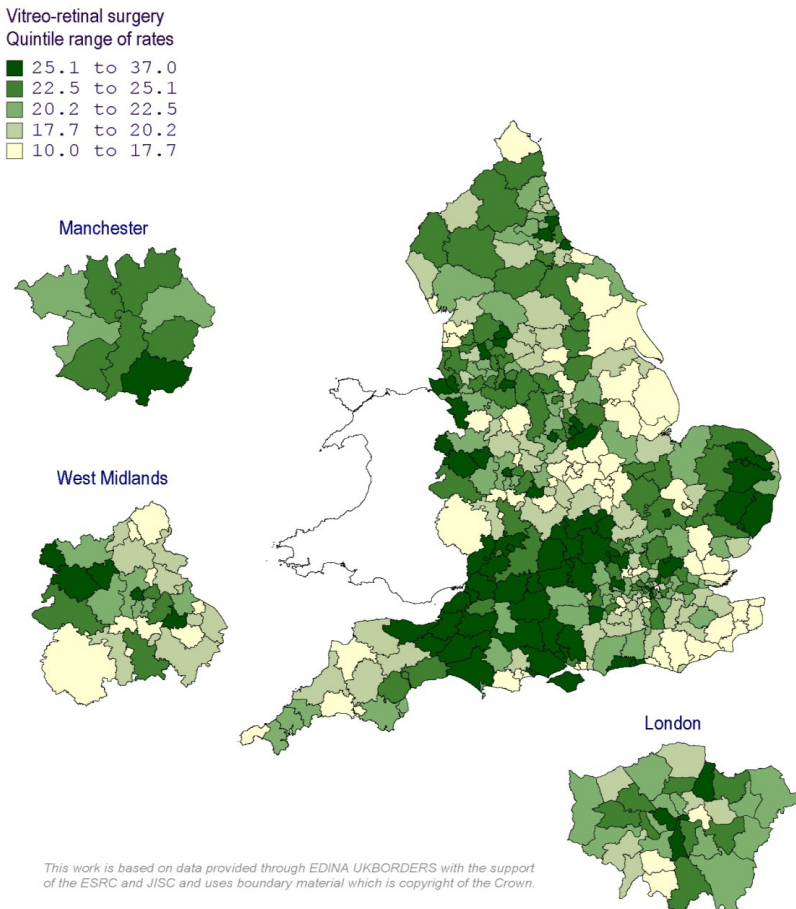 Vitreo-retinal surgery
Quintile range of rates
25.1 to 37.0
22.5 to 25.1
20.2 to 22.5
17.7 to 20.2
10.0 to 17.7
Manchester
West Midlands
London
This work is based on data provided through EDINA UKBORDERS with the support
of the ESRC and JISC and uses boundary material which is copyright of the Crown.